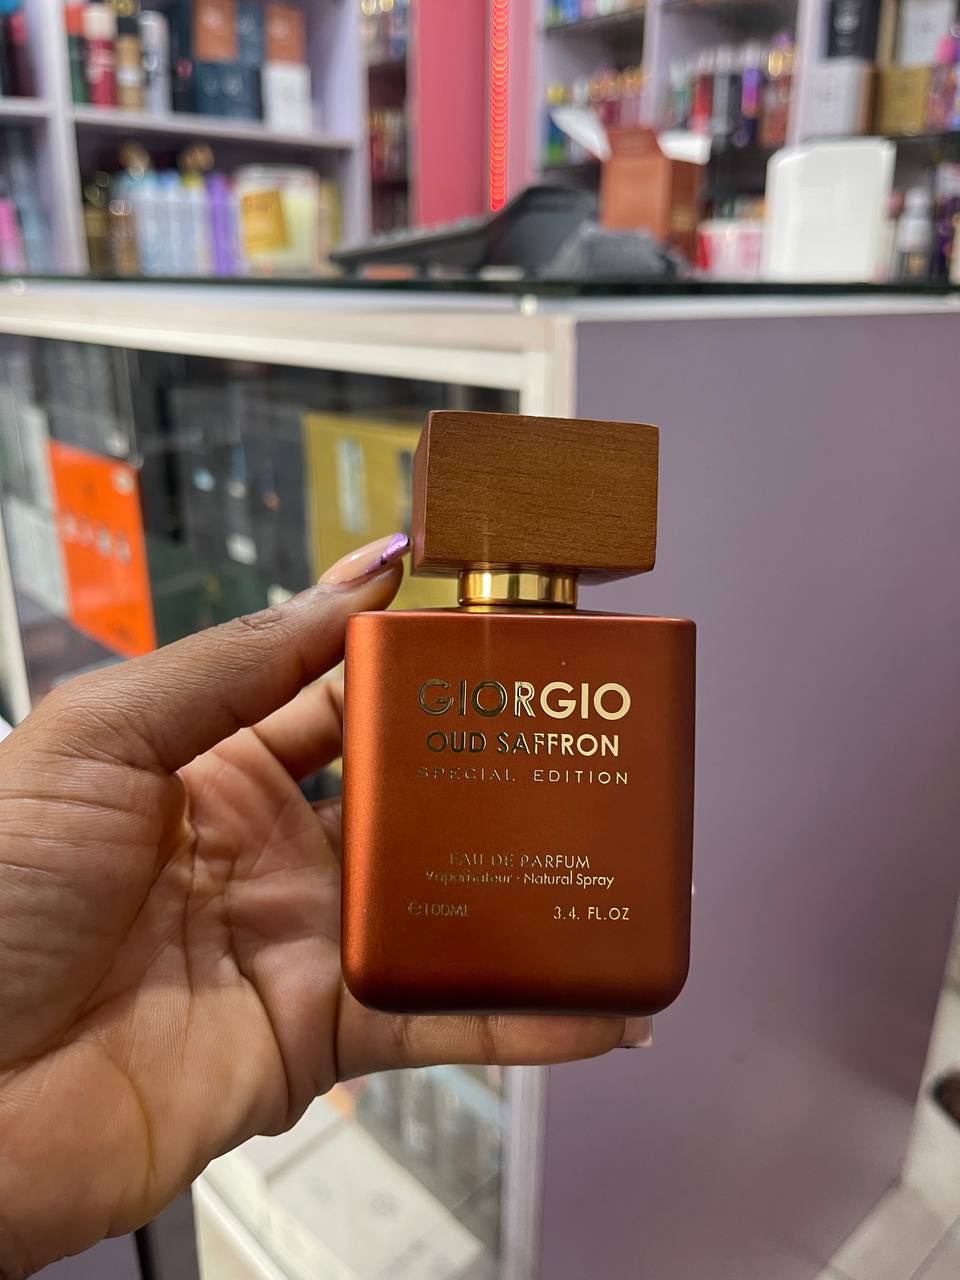 GIORGIO
OUD SAFFRON
SPECIAL EDITION
EAU DE PARFUM
Vaporisateur · Natural Spray
℮100ML 3.4. FL.OZ